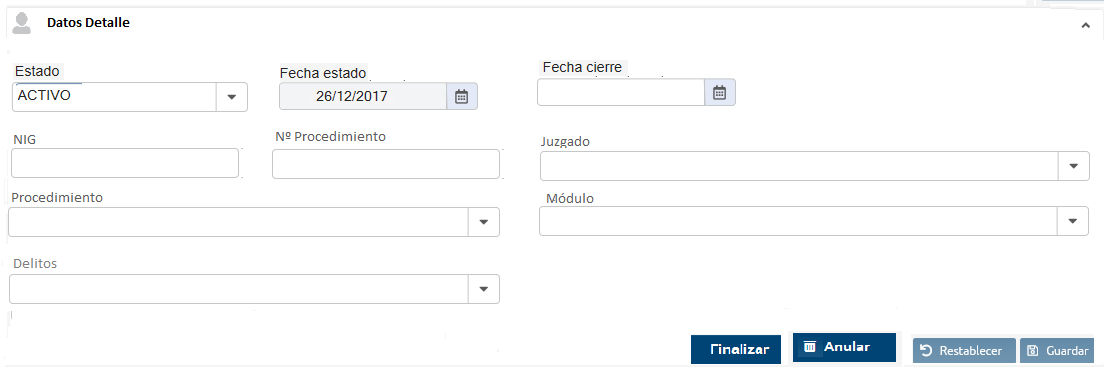 Datos Detalle
Estado
Fecha estado
Fecha cierre
ACTIVO
26/12/2017
NIG
Nº Procedimiento
Juzgado
Procedimiento
Módulo
Delitos
Finalizar
Anular
Restablecer
Guardar